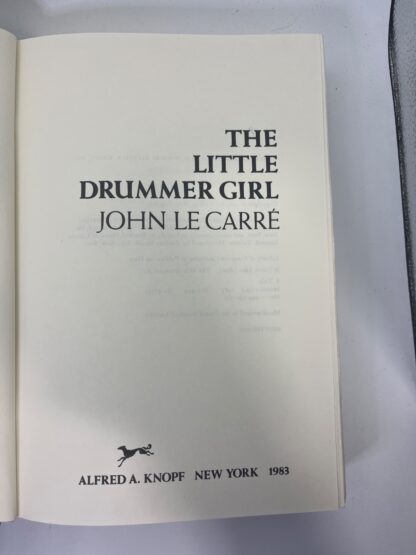 THE
LITTLE
DRUMMER GIRL
JOHN LE CARRÉ
ALFRED A. KNOPF NEW YORK 1983